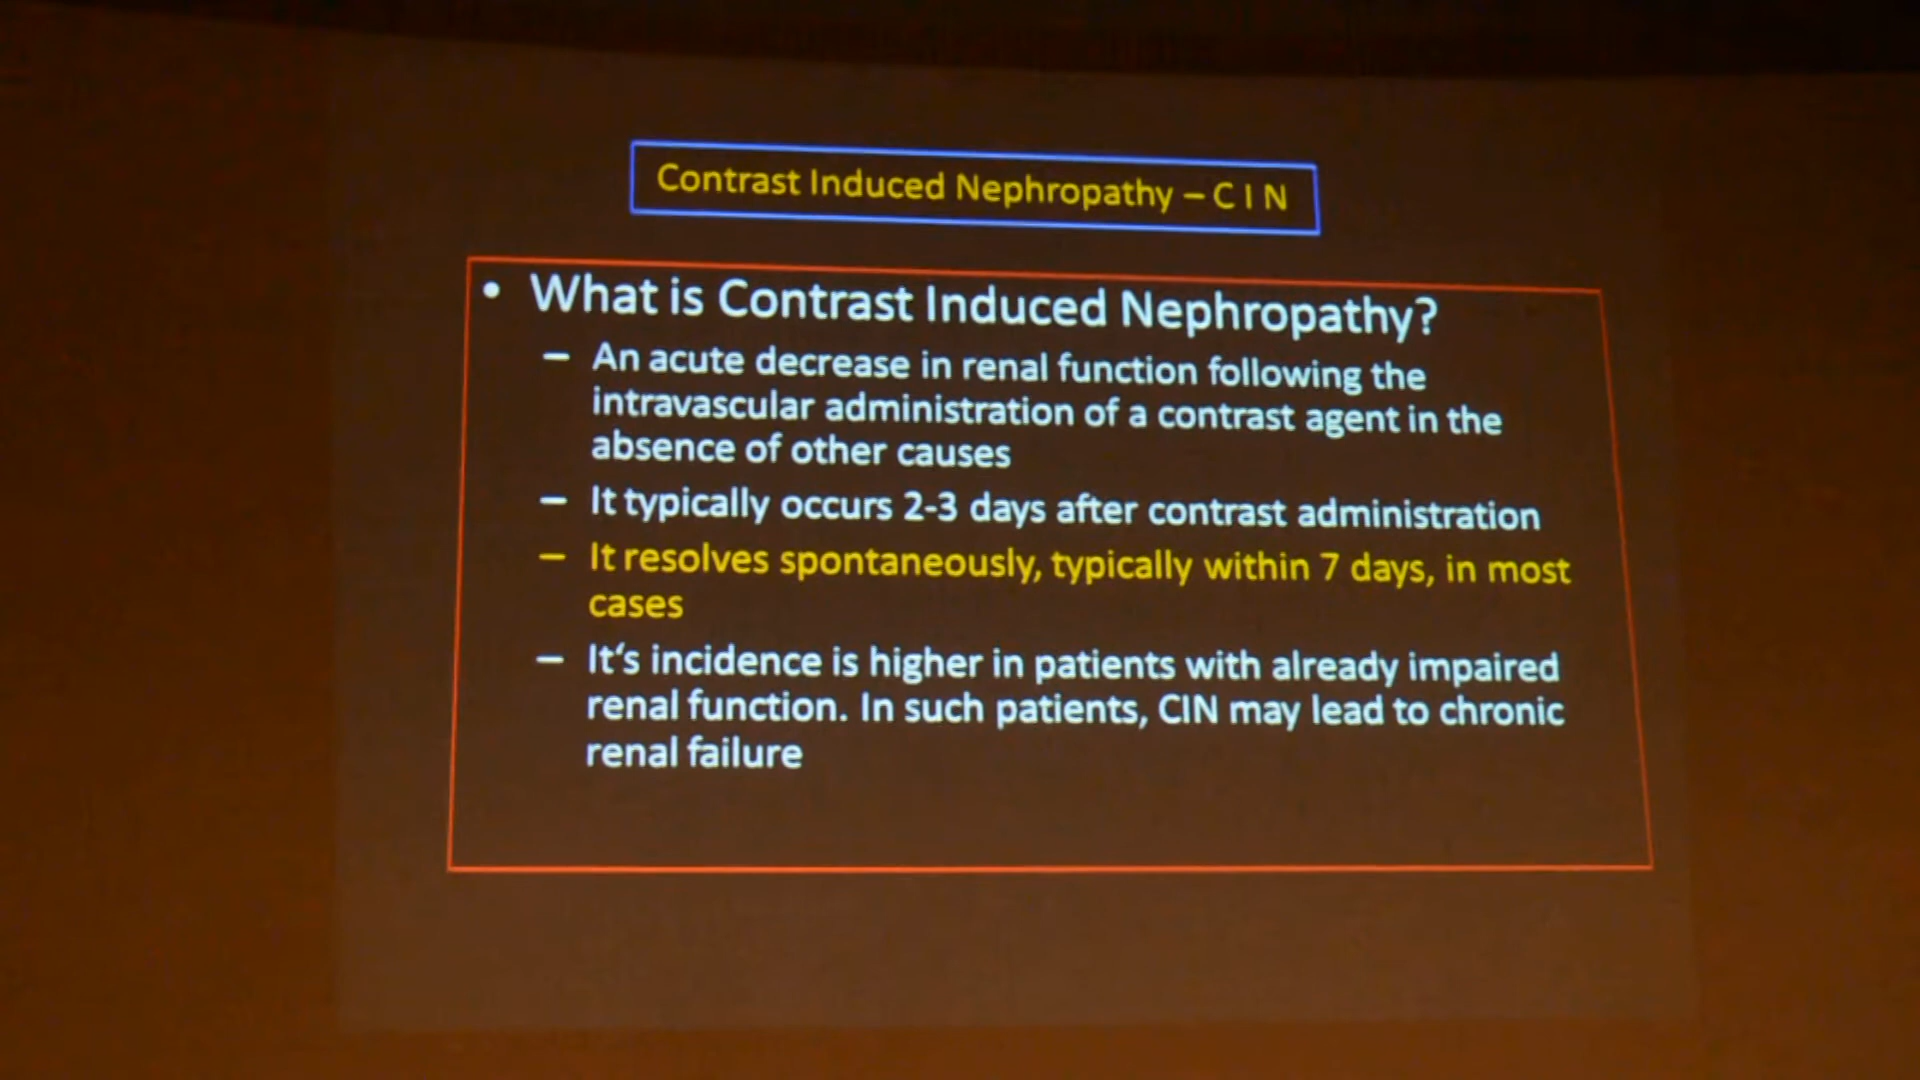 Contrast Induced Nephropathy – C I N
• What is Contrast Induced Nephropathy?
– An acute decrease in renal function following the
intravascular administration of a contrast agent in the
absence of other causes
– It typically occurs 2-3 days after contrast administration
– It resolves spontaneously, typically within 7 days, in most
cases
– It‘s incidence is higher in patients with already impaired
renal function. In such patients, CIN may lead to chronic
renal failure